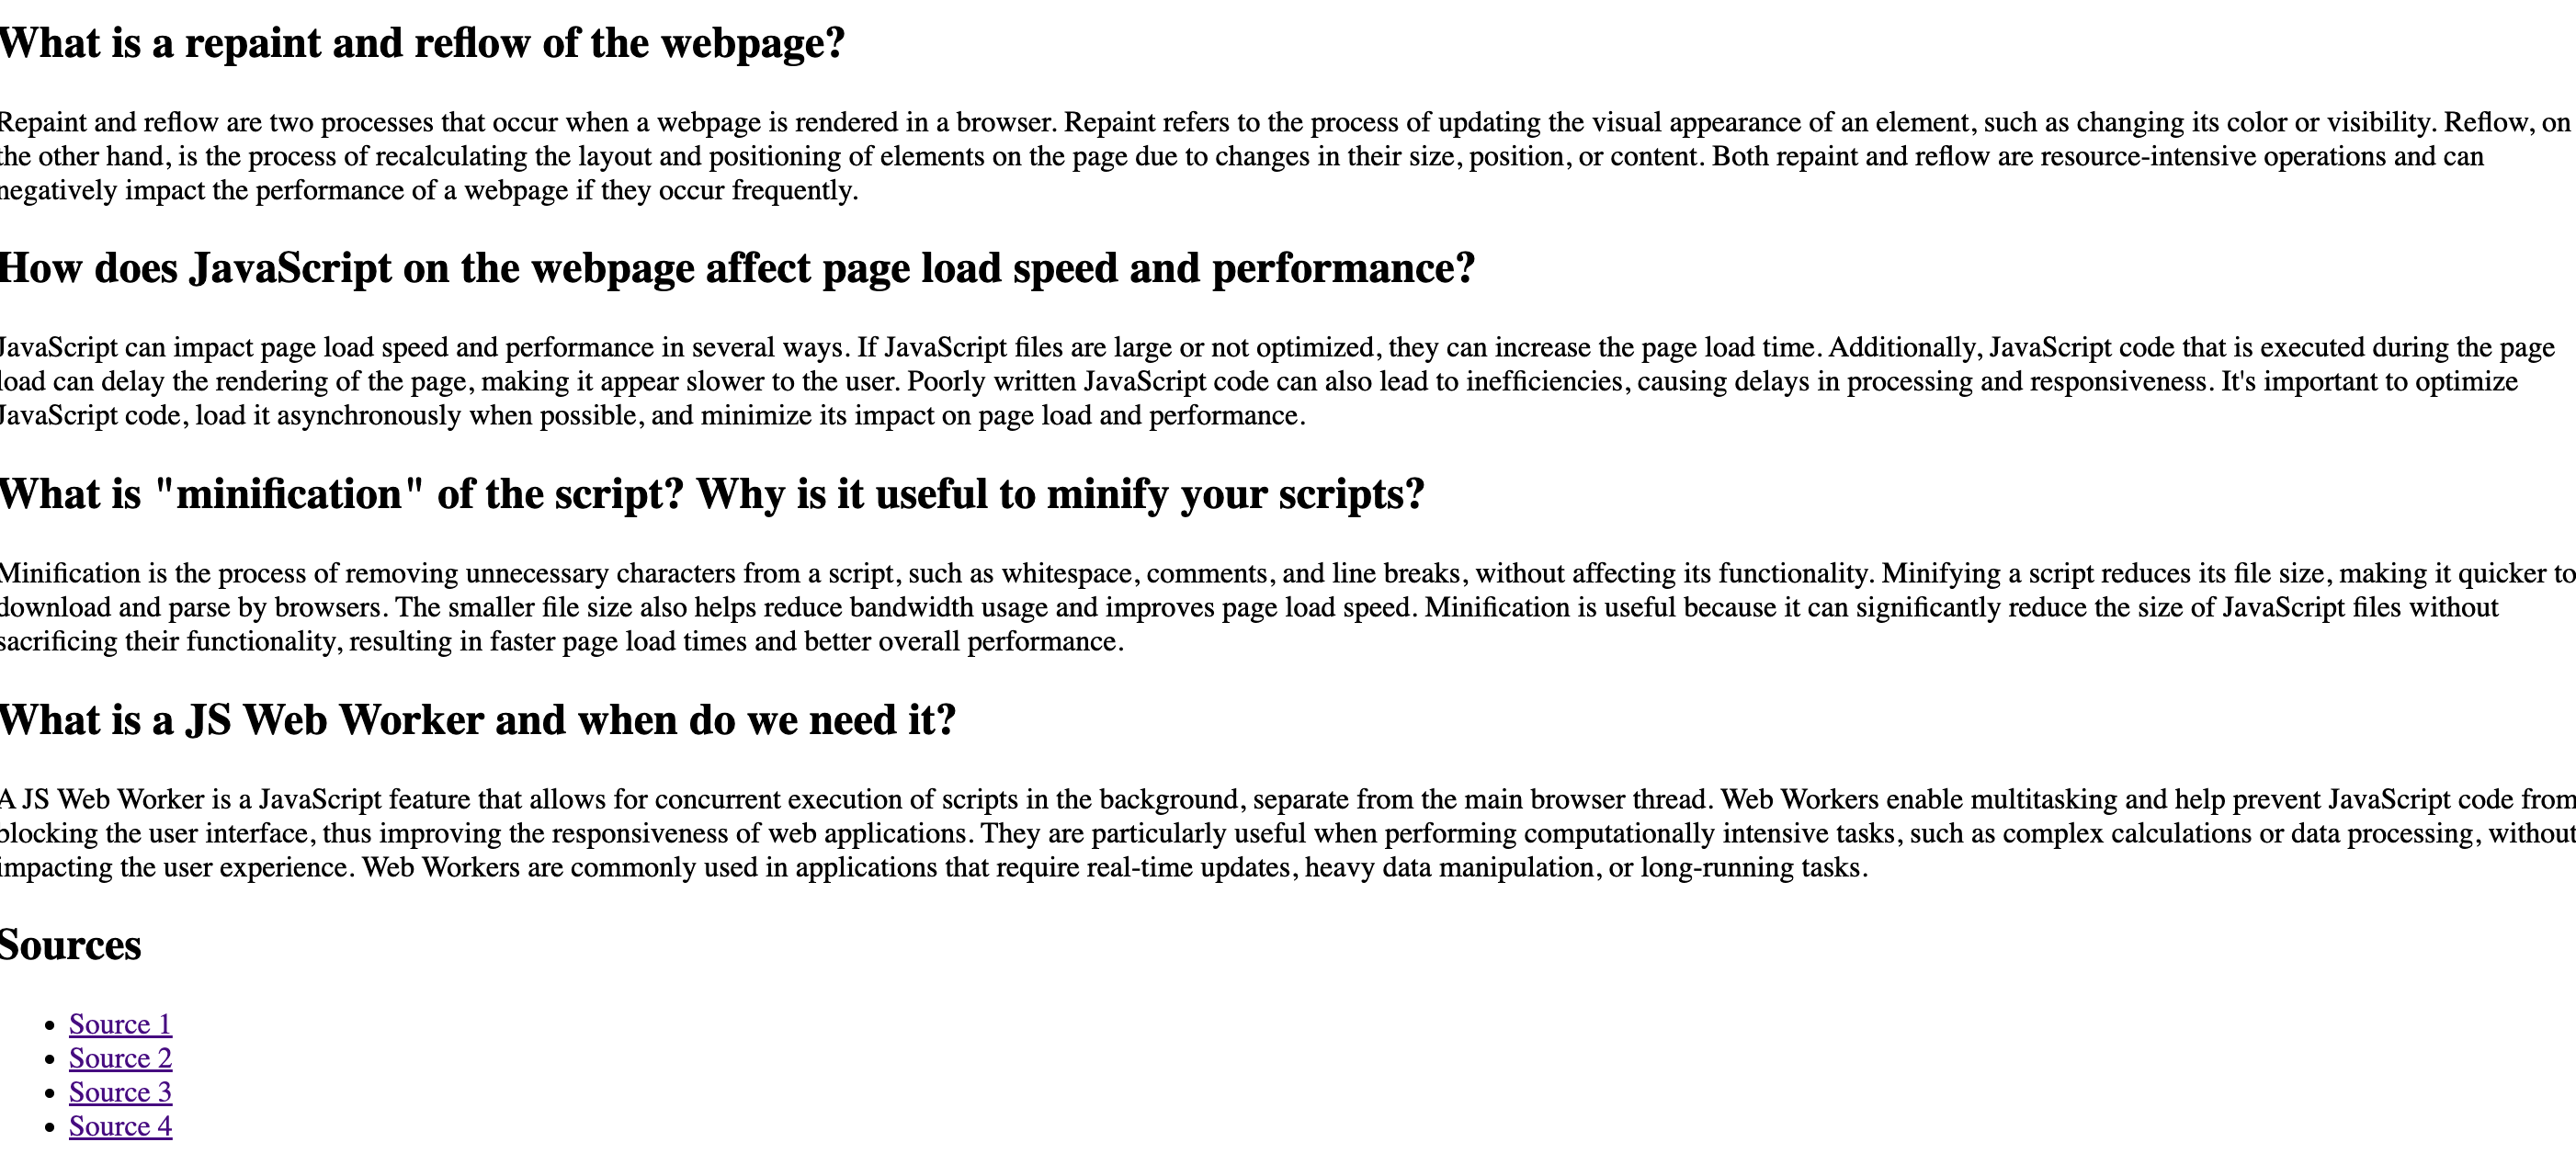 What is a repaint and reflow of the webpage?
Repaint and reflow are two processes that occur when a webpage is rendered in a browser. Repaint refers to the process of updating the visual appearance of an element, such as changing its color or visibility. Reflow, on
the other hand, is the process of recalculating the layout and positioning of elements on the page due to changes in their size, position, or content. Both repaint and reflow are resource-intensive operations and can
negatively impact the performance of a webpage if they occur frequently.
How does JavaScript on the webpage affect page load speed and performance?
JavaScript can impact page load speed and performance in several ways. If JavaScript files are large or not optimized, they can increase the page load time. Additionally, JavaScript code that is executed during the page
load can delay the rendering of the page, making it appear slower to the user. Poorly written JavaScript code can also lead to inefficiencies, causing delays in processing and responsiveness. It's important to optimize
JavaScript code, load it asynchronously when possible, and minimize its impact on page load and performance.
What is "minification" of the script? Why is it useful to minify your scripts?
Minification is the process of removing unnecessary characters from a script, such as whitespace, comments, and line breaks, without affecting its functionality. Minifying a script reduces its file size, making it quicker to
download and parse by browsers. The smaller file size also helps reduce bandwidth usage and improves page load speed. Minification is useful because it can significantly reduce the size of JavaScript files without
sacrificing their functionality, resulting in faster page load times and better overall performance.
What is a JS Web Worker and when do we need it?
A JS Web Worker is a JavaScript feature that allows for concurrent execution of scripts in the background, separate from the main browser thread. Web Workers enable multitasking and help prevent JavaScript code from
blocking the user interface, thus improving the responsiveness of web applications. They are particularly useful when performing computationally intensive tasks, such as complex calculations or data processing, without
impacting the user experience. Web Workers are commonly used in applications that require real-time updates, heavy data manipulation, or long-running tasks.
Sources
• Source 1
• Source 2
• Source 3
• Source 4